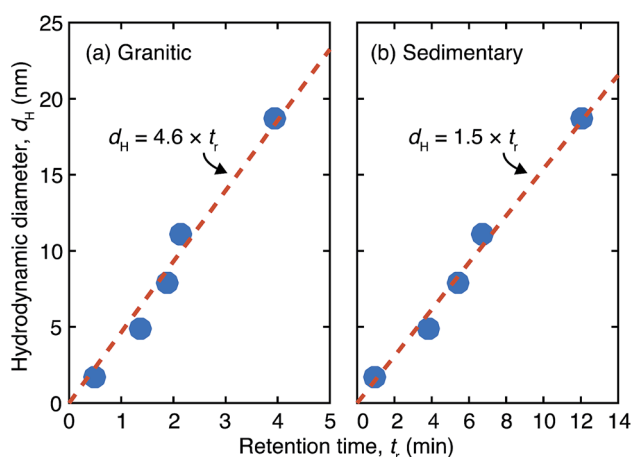 (a) Granitic
(b) Sedimentary
Hydrodynamic diameter, d_H (nm)
25
20
15
10
5
0
d_H = 4.6 × t_r
d_H = 1.5 × t_r
0 1 2 3 4 5
0 2 4 6 8 10 12 14
Retention time, t_r (min)